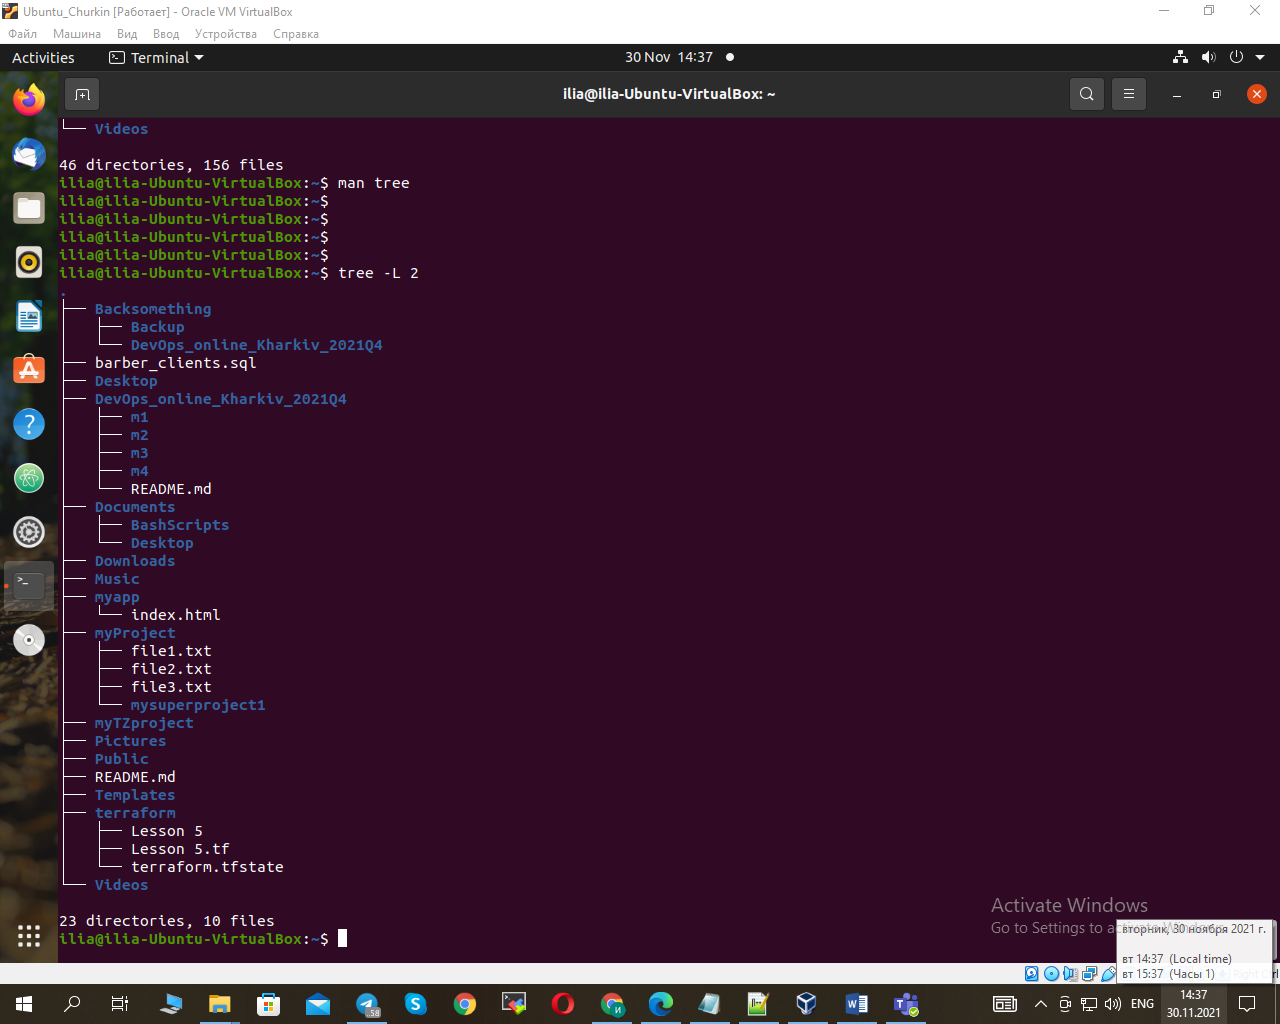 Ubuntu_Churkin [Работает] - Oracle VM VirtualBox
Файл Машина Вид Ввод Устройства Справка
Activities Terminal 30 Nov 14:37
ilia@ilia-Ubuntu-VirtualBox: ~
└── Videos
46 directories, 156 files
ilia@ilia-Ubuntu-VirtualBox:~$ man tree
ilia@ilia-Ubuntu-VirtualBox:~$
ilia@ilia-Ubuntu-VirtualBox:~$
ilia@ilia-Ubuntu-VirtualBox:~$
ilia@ilia-Ubuntu-VirtualBox:~$
ilia@ilia-Ubuntu-VirtualBox:~$ tree -L 2
.
├── Backsomething
│   ├── Backup
│   └── DevOps_online_Kharkiv_2021Q4
├── barber_clients.sql
├── Desktop
├── DevOps_online_Kharkiv_2021Q4
│   ├── m1
│   ├── m2
│   ├── m3
│   ├── m4
│   └── README.md
├── Documents
│   ├── BashScripts
│   └── Desktop
├── Downloads
├── Music
├── myapp
│   └── index.html
├── myProject
│   ├── file1.txt
│   ├── file2.txt
│   ├── file3.txt
│   └── mysuperproject1
├── myTZproject
├── Pictures
├── Public
├── README.md
├── Templates
├── terraform
│   ├── Lesson 5
│   ├── Lesson 5.tf
│   └── terraform.tfstate
└── Videos
23 directories, 10 files
ilia@ilia-Ubuntu-VirtualBox:~$
Activate Windows
Go to Settings to activate Windows.
вторник, 30 ноября 2021 г.
вт 14:37 (Local time)
вт 15:37 (Часы 1)
Right Ctrl
.58
ENG
14:37
30.11.2021